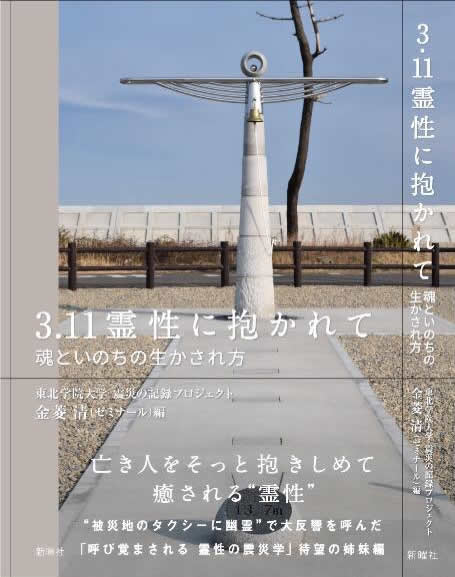 3.11霊性に抱かれて
魂といのちの生かされ方
東北学院大学 震災の記録プロジェクト
金菱 清(ゼミナール)編
亡き人をそっと抱きしめて
癒される“霊性”
13.7m
“被災地のタクシーに幽霊”で大反響を呼んだ
「呼び覚まされる 霊性の震災学」待望の姉妹編
新曜社
3・11霊性に抱かれて
魂といのちの
生かされ方
東北学院大学 震災の記録プロジェクト
金菱 清(ゼミナール)編
新曜社